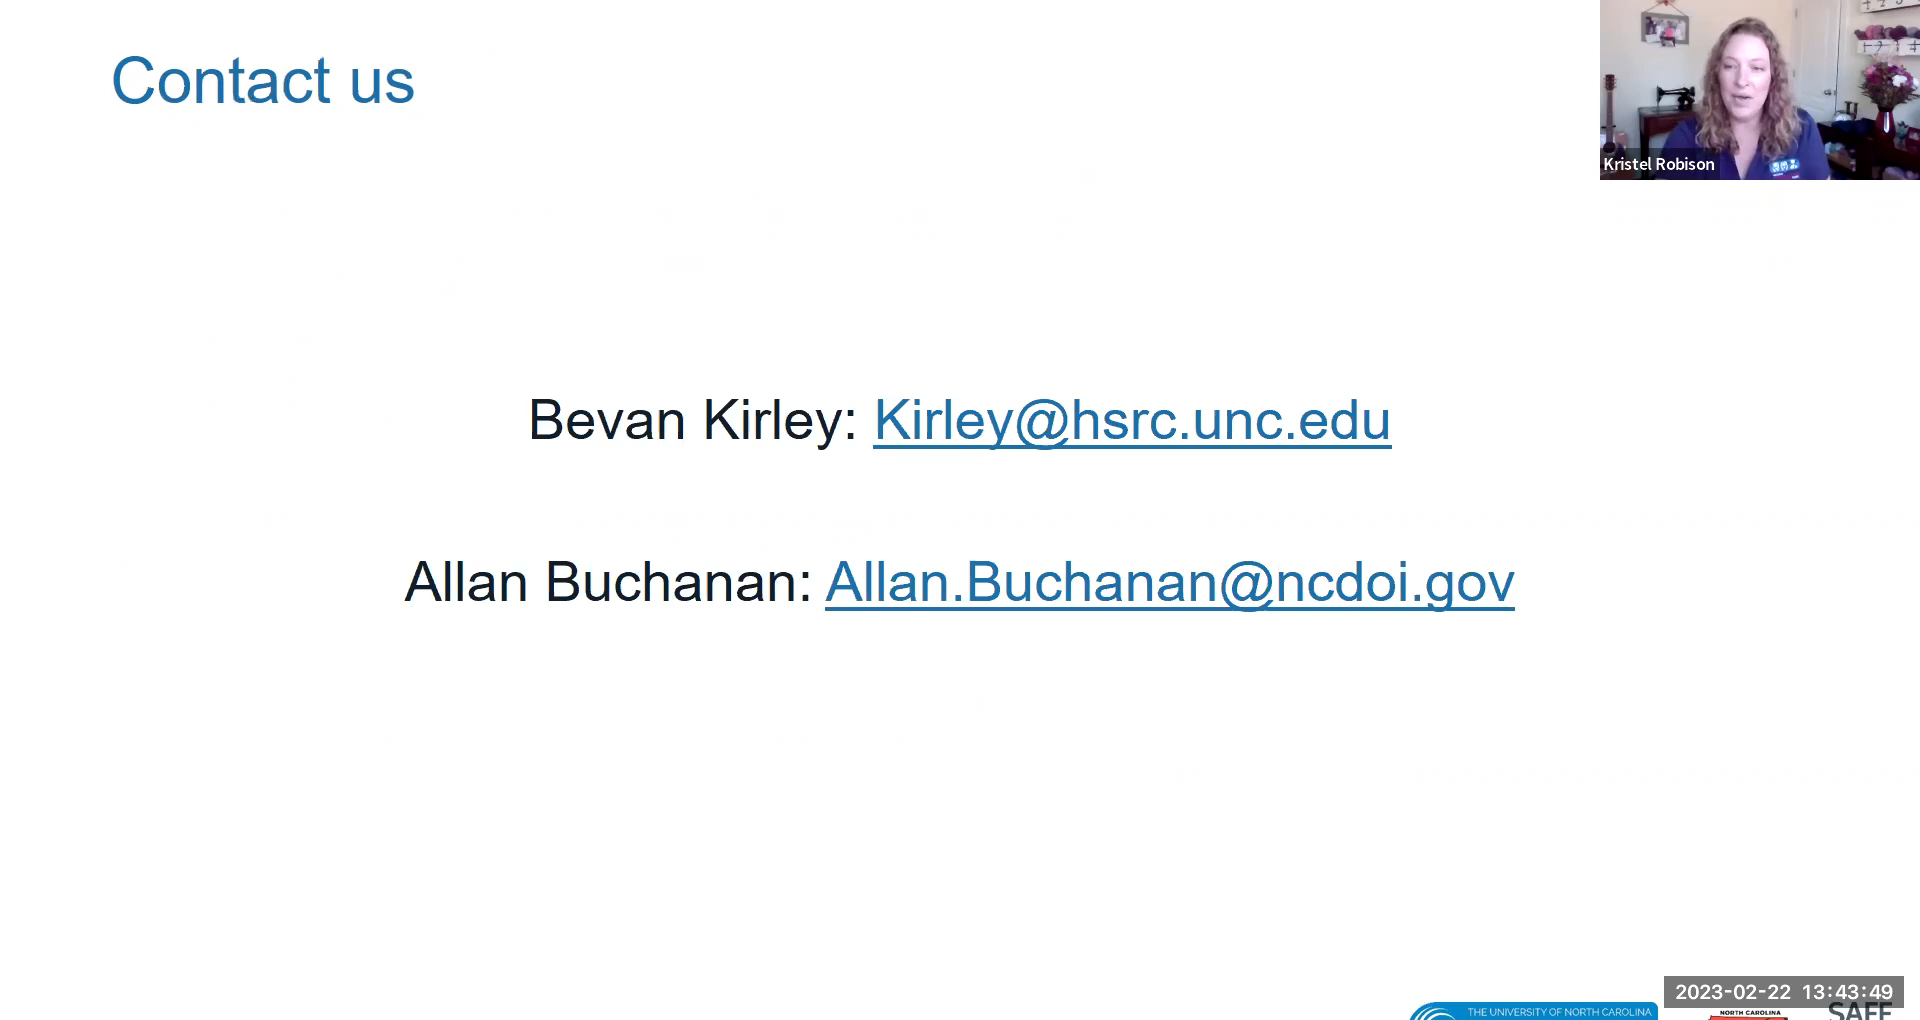 Contact us
Kristel Robison
Bevan Kirley: Kirley@hsrc.unc.edu
Allan Buchanan: Allan.Buchanan@ncdoi.gov
2023-02-22 13:43:49
THE UNIVERSITY OF NORTH CAROLINA
NORTH CAROLINA
SAFE